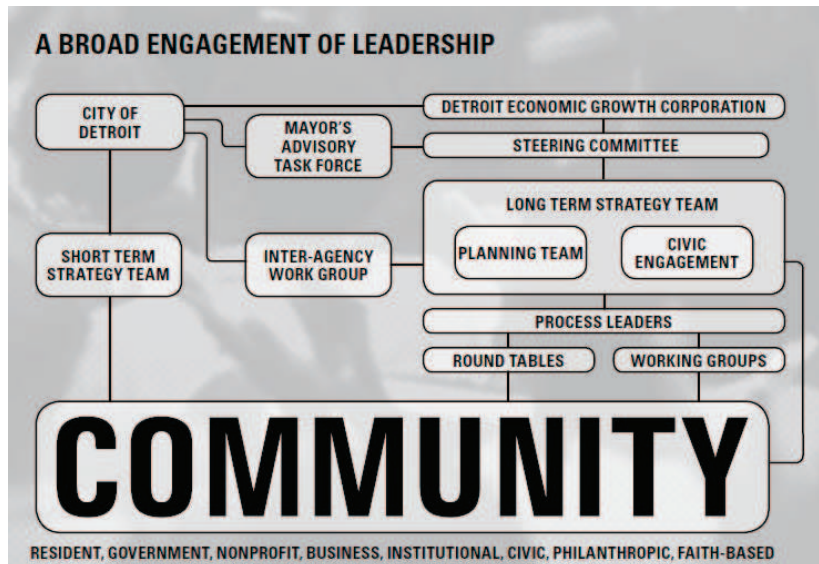 A BROAD ENGAGEMENT OF LEADERSHIP
CITY OF
DETROIT
MAYOR'S
ADVISORY
TASK FORCE
DETROIT ECONOMIC GROWTH CORPORATION
STEERING COMMITTEE
LONG TERM STRATEGY TEAM
PLANNING TEAM
CIVIC
ENGAGEMENT
SHORT TERM
STRATEGY TEAM
INTER-AGENCY
WORK GROUP
PROCESS LEADERS
ROUND TABLES
WORKING GROUPS
COMMUNITY
RESIDENT, GOVERNMENT, NONPROFIT, BUSINESS, INSTITUTIONAL, CIVIC, PHILANTHROPIC, FAITH-BASED